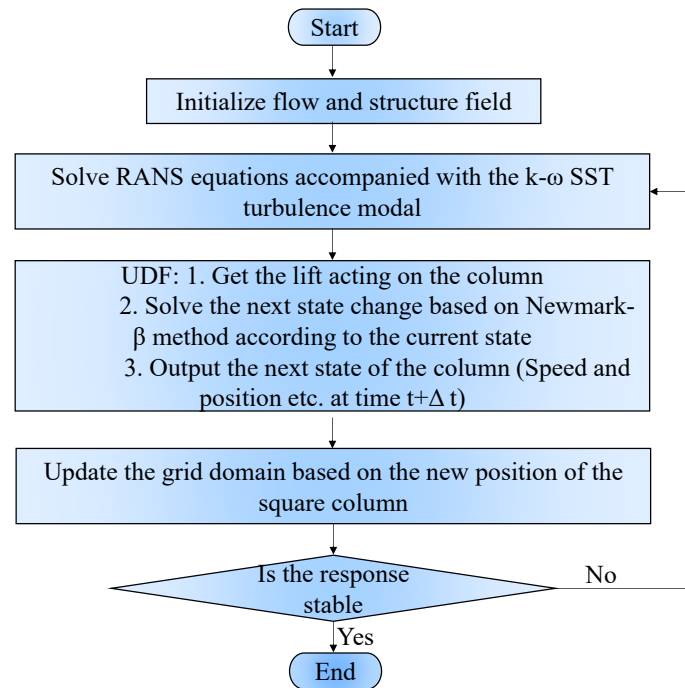 Start
Initialize flow and structure field
Solve RANS equations accompanied with the k-ω SST
turbulence modal
UDF: 1. Get the lift acting on the column
2. Solve the next state change based on Newmark-
β method according to the current state
3. Output the next state of the column (Speed and
position etc. at time t+Δ t)
Update the grid domain based on the new position of the
square column
Is the response
stable
No
Yes
End